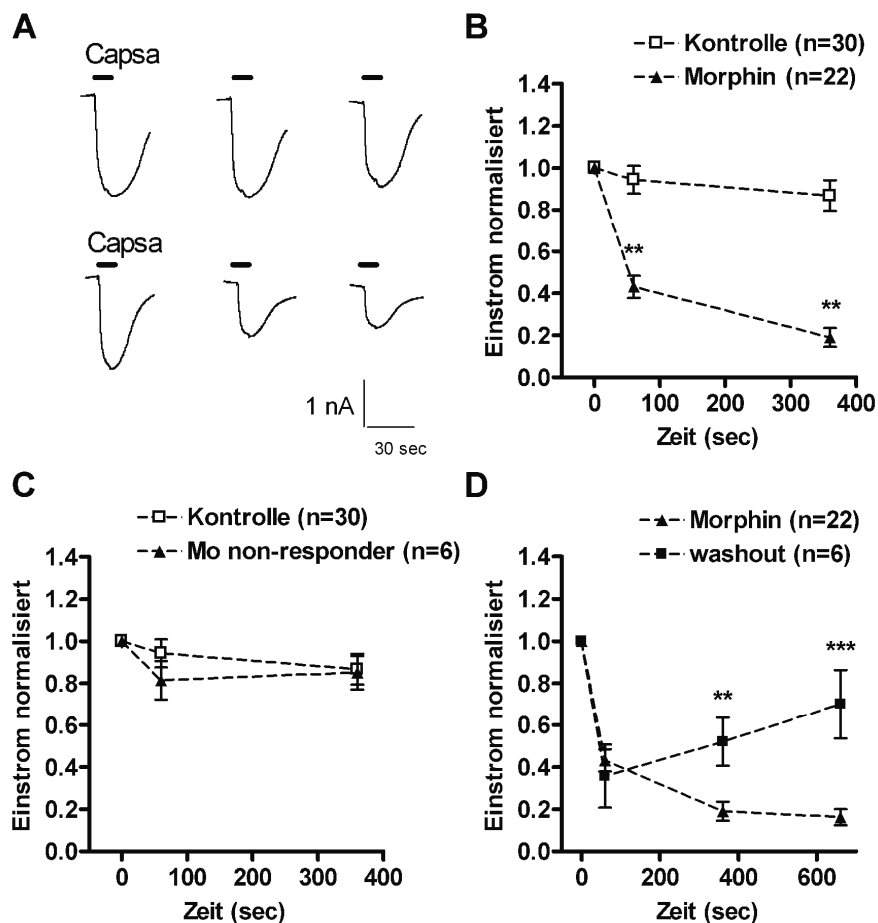 A
Capsa
Capsa
1 nA
30 sec
B
Kontrolle (n=30)
Morphin (n=22)
Einstrom normalisiert
1.4
1.2
1.0
0.8
0.6
0.4
0.2
0.0
**
**
0 100 200 300 400
Zeit (sec)
C
Kontrolle (n=30)
Mo non-responder (n=6)
Einstrom normalisiert
1.4
1.2
1.0
0.8
0.6
0.4
0.2
0.0
0 100 200 300 400
Zeit (sec)
D
Morphin (n=22)
washout (n=6)
Einstrom normalisiert
1.4
1.2
1.0
0.8
0.6
0.4
0.2
0.0
**
***
0 200 400 600
Zeit (sec)